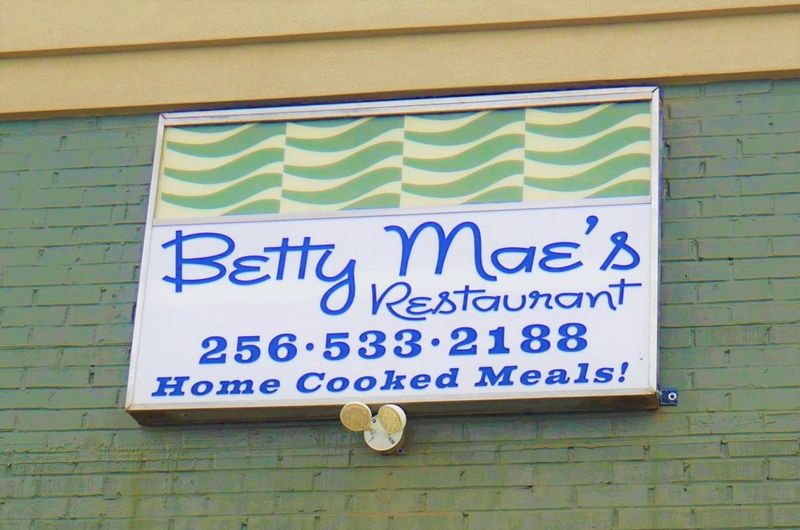 Betty Mae's
Restaurant
256·533·2188
Home Cooked Meals!